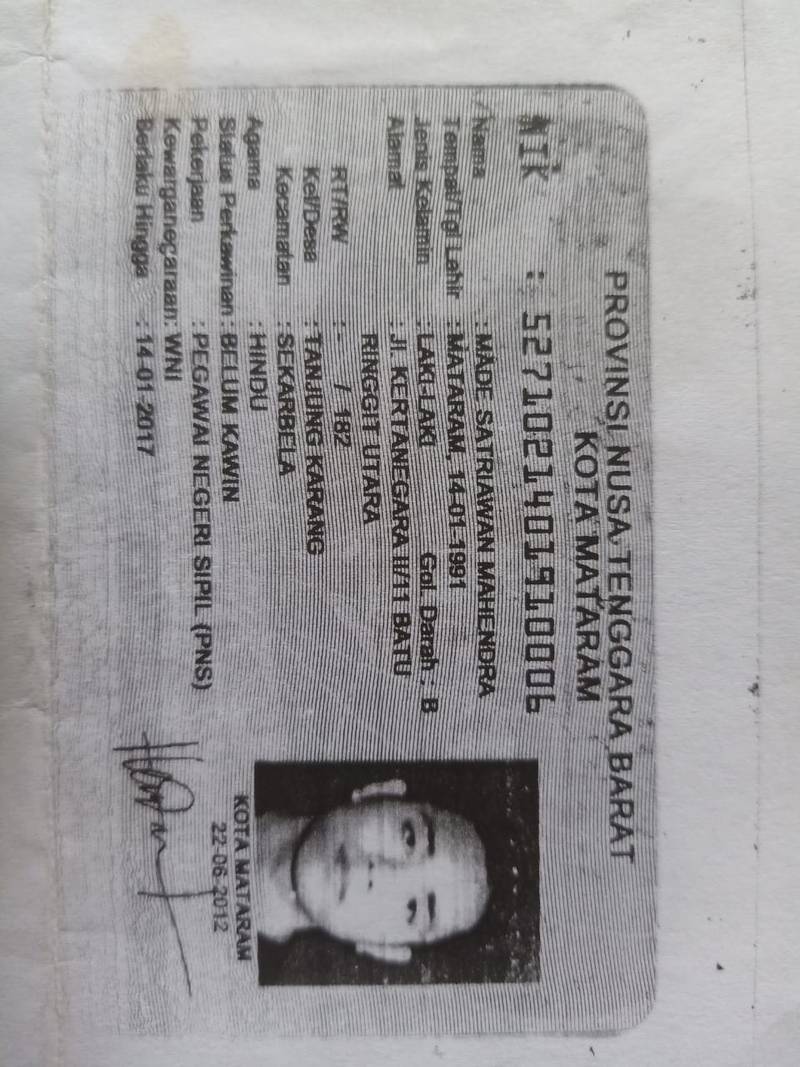 PROVINSI NUSA TENGGARA BARAT
KOTA MATARAM
NIK : 5271021401910006
Nama : MADE SATRIAWAN MAHENDRA
Tempat/Tgl Lahir : MATARAM, 14-01-1991
Jenis Kelamin : LAKI-LAKI Gol. Darah : B
Alamat : Jl. KERTANEGARA II/11 BATU
RINGGIT UTARA
RT/RW : - / 182
Kel/Desa : TANJUNG KARANG
Kecamatan : SEKARBELA
Agama : HINDU
Status Perkawinan : BELUM KAWIN
Pekerjaan : PEGAWAI NEGERI SIPIL (PNS)
Kewarganegaraan: WNI
Berlaku Hingga : 14-01-2017
KOTA MATARAM
22-06-2012